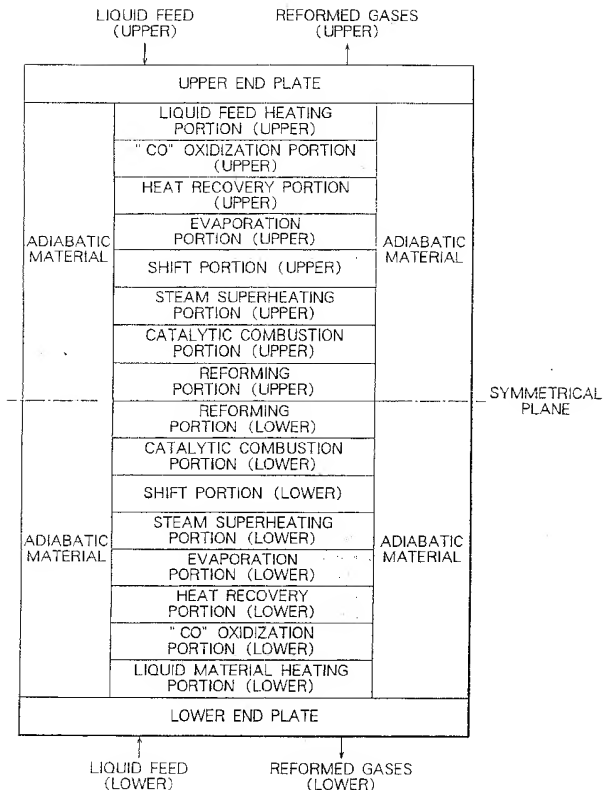 LIQUID FEED
(UPPER)
REFORMED GASES
(UPPER)
UPPER END PLATE
LIQUID FEED HEATING
PORTION (UPPER)
"CO" OXIDIZATION PORTION
(UPPER)
HEAT RECOVERY PORTION
(UPPER)
EVAPORATION
PORTION (UPPER)
ADIABATIC
MATERIAL
ADIABATIC
MATERIAL
SHIFT PORTION (UPPER)
STEAM SUPERHEATING
PORTION (UPPER)
CATALYTIC COMBUSTION
PORTION (UPPER)
REFORMING
PORTION (UPPER)
SYMMETRICAL
PLANE
REFORMING
PORTION (LOWER)
CATALYTIC COMBUSTION
PORTION (LOWER)
SHIFT PORTION (LOWER)
STEAM SUPERHEATING
PORTION (LOWER)
ADIABATIC
MATERIAL
ADIABATIC
MATERIAL
EVAPORATION
PORTION (LOWER)
HEAT RECOVERY
PORTION (LOWER)
"CO" OXIDIZATION
PORTION (LOWER)
LIQUID MATERIAL HEATING
PORTION (LOWER)
LOWER END PLATE
LIQUID FEED
(LOWER)
REFORMED GASES
(LOWER)